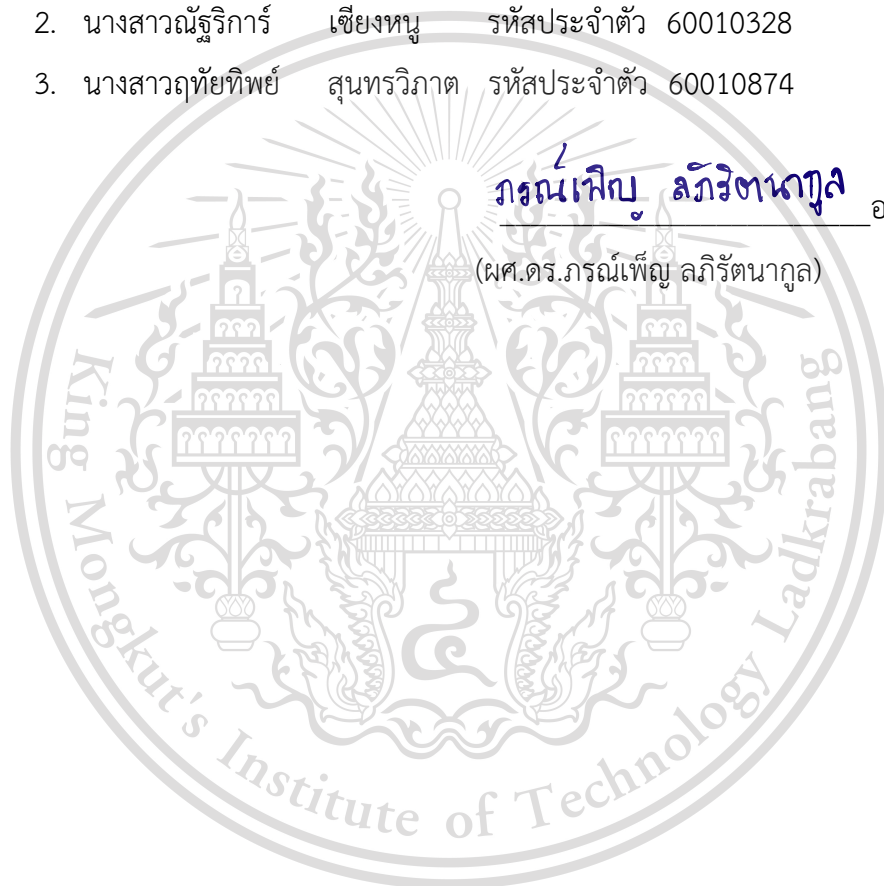 2. นางสาวณัฐริการ์ เซียงหนู รหัสประจำตัว 60010328
3. นางสาวฤทัยทิพย์ สุนทรวิภาต รหัสประจำตัว 60010874
ภรณ์เพ็ญ ลภิรัตนากูล
(ผศ.ดร.ภรณ์เพ็ญ ลภิรัตนากูล)
King Mongkut's Institute of Technology Ladkrabang